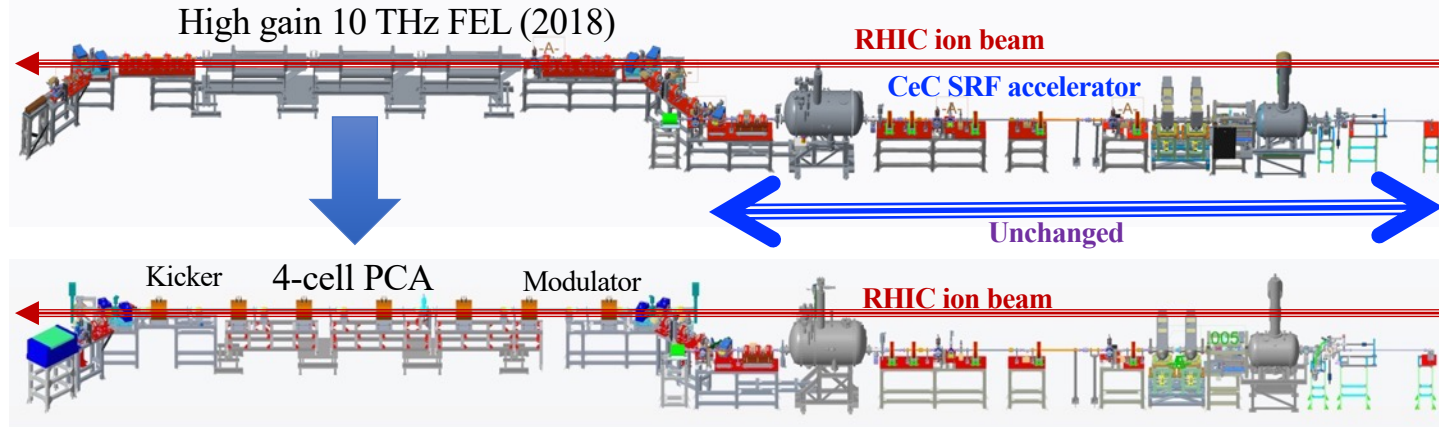 High gain 10 THz FEL (2018)
RHIC ion beam
CeC SRF accelerator
-A-
-A-
-A-
Unchanged
Kicker
4-cell PCA
Modulator
RHIC ion beam
005